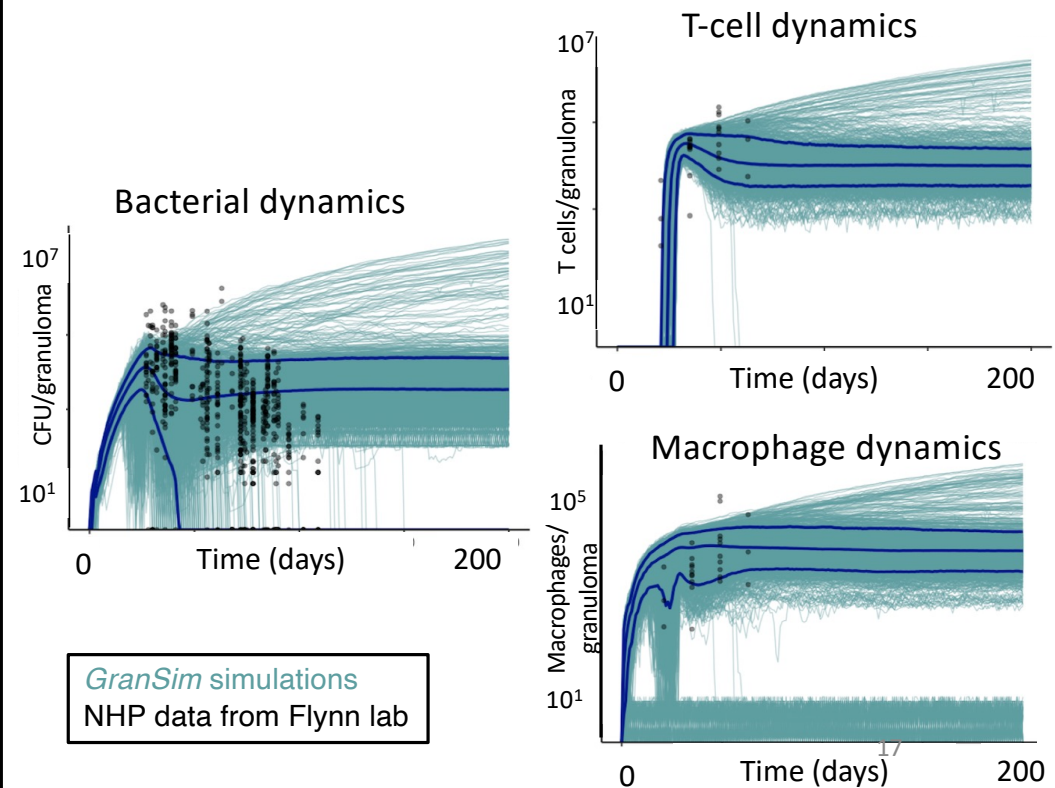 T-cell dynamics
10^7
T cells/granuloma
10^1
0
Time (days)
200
Bacterial dynamics
10^7
CFU/granuloma
10^1
0
Time (days)
200
Macrophage dynamics
10^5
Macrophages/
granuloma
10^1
17
0
Time (days)
200
GranSim simulations
NHP data from Flynn lab